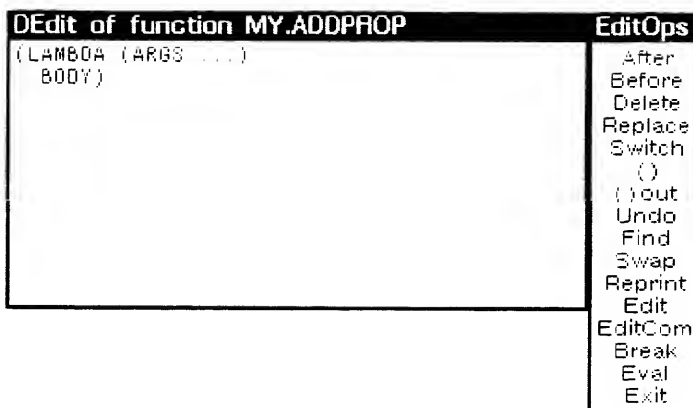 DEdit of function MY.ADDPROP
(LAMBDA (ARGS ...)
BODY)
EditOps
After
Before
Delete
Replace
Switch
()
()out
Undo
Find
Swap
Reprint
Edit
EditCom
Break
Eval
Exit